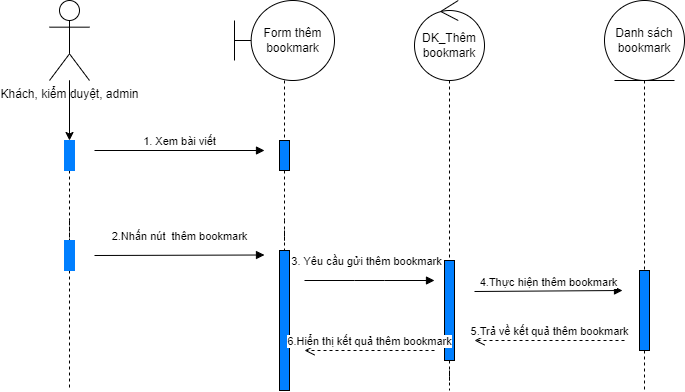 Khách, kiểm duyệt, admin
Form thêm
bookmark
DK_Thêm
bookmark
Danh sách
bookmark
1. Xem bài viết
2.Nhấn nút thêm bookmark
3. Yêu cầu gửi thêm bookmark
4.Thực hiện thêm bookmark
5.Trả về kết quả thêm bookmark
6.Hiển thị kết quả thêm bookmark